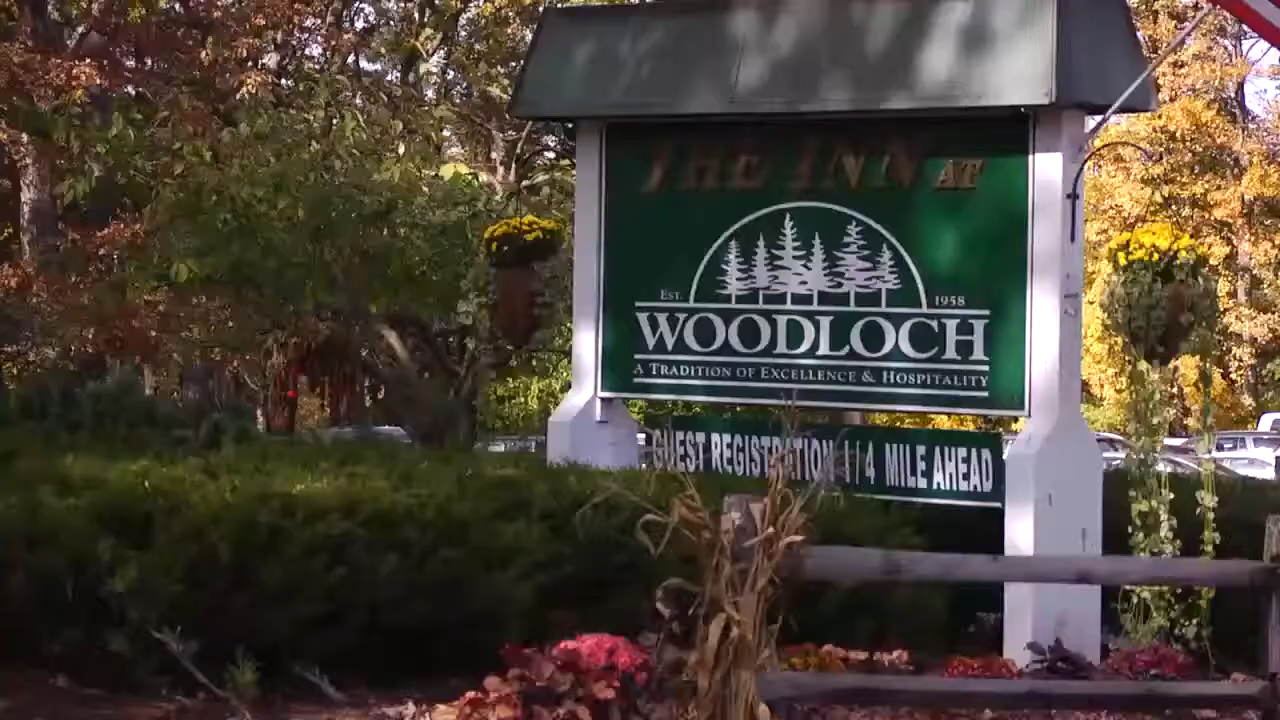 THE INN AT
EST. 1958
WOODLOCH
A TRADITION OF EXCELLENCE & HOSPITALITY
GUEST REGISTRATION 1/4 MILE AHEAD